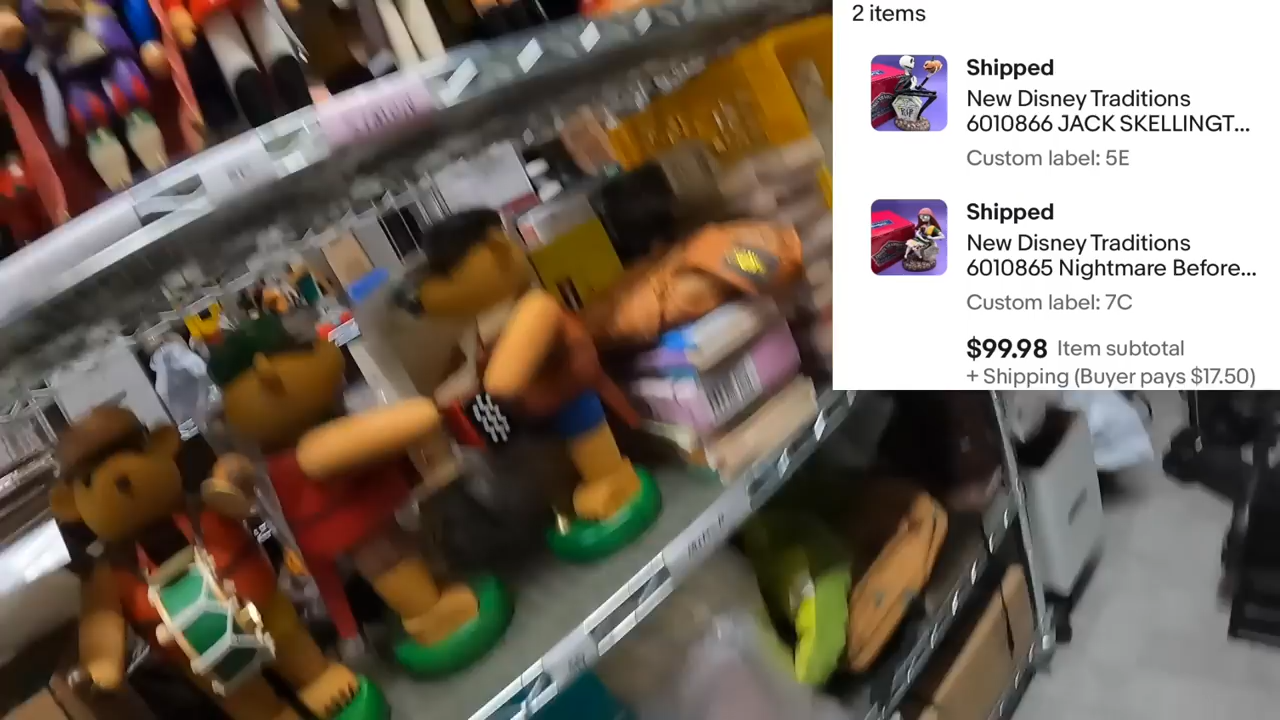 2 items
Shipped
New Disney Traditions
6010866 JACK SKELLINGT...
Custom label: 5E
Shipped
New Disney Traditions
6010865 Nightmare Before...
Custom label: 7C
$99.98 Item subtotal
+ Shipping (Buyer pays $17.50)